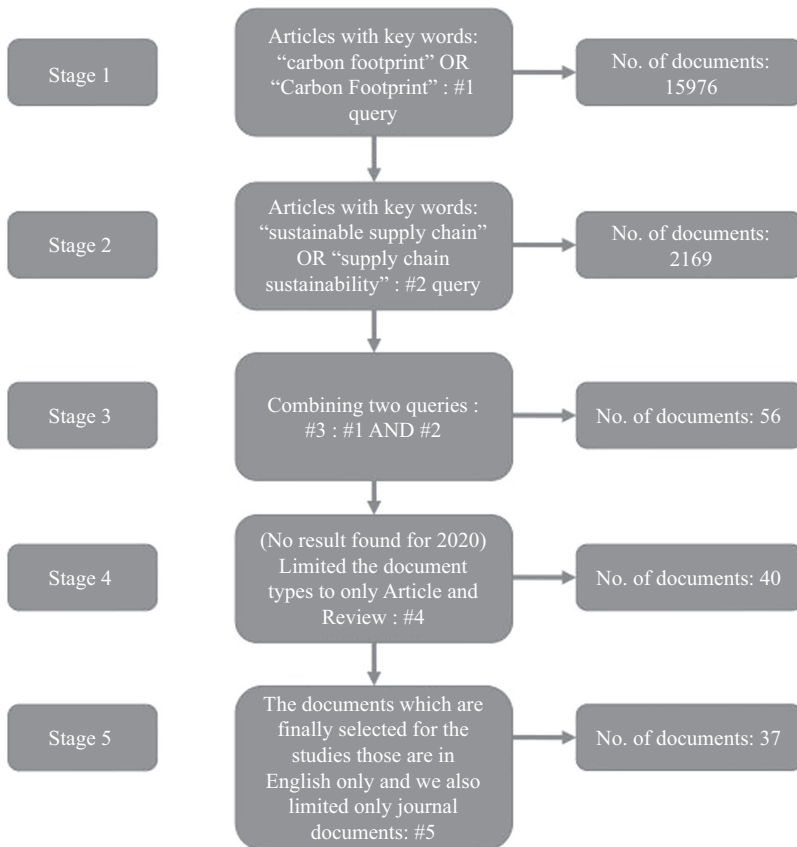 Stage 1
Articles with key words:
“carbon footprint” OR
“Carbon Footprint” : #1
query
No. of documents:
15976
Stage 2
Articles with key words:
“sustainable supply chain”
OR “supply chain
sustainability” : #2 query
No. of documents:
2169
Stage 3
Combining two queries :
#3 : #1 AND #2
No. of documents: 56
Stage 4
(No result found for 2020)
Limited the document
types to only Article and
Review : #4
No. of documents: 40
Stage 5
The documents which are
finally selected for the
studies those are in
English only and we also
limited only journal
documents: #5
No. of documents: 37